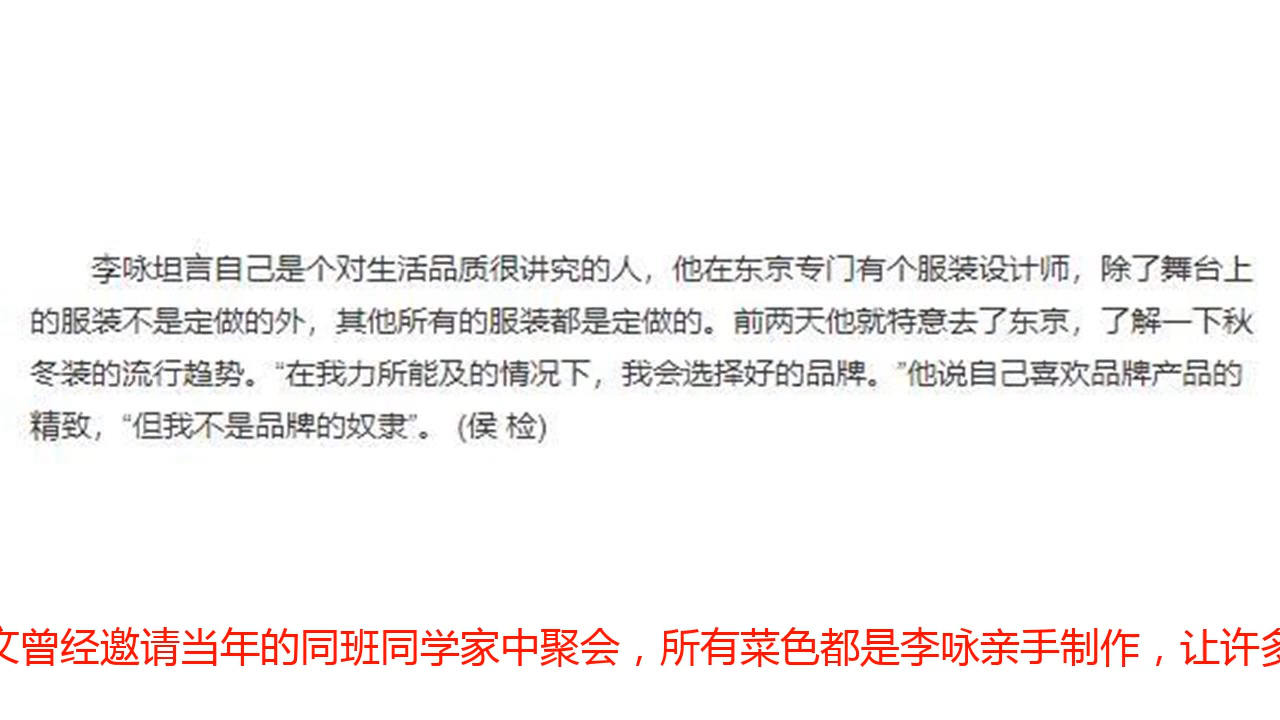 李咏坦言自己是个对生活品质很讲究的人，他在东京专门有个服装设计师，除了舞台上
的服装不是定做的外，其他所有的服装都是定做的。前两天他就特意去了东京，了解一下秋
冬装的流行趋势。“在我力所能及的情况下，我会选择好的品牌。”他说自己喜欢品牌产品的
精致，“但我不是品牌的奴隶”。 (侯 检)
文曾经邀请当年的同班同学家中聚会，所有菜色都是李咏亲手制作，让许多